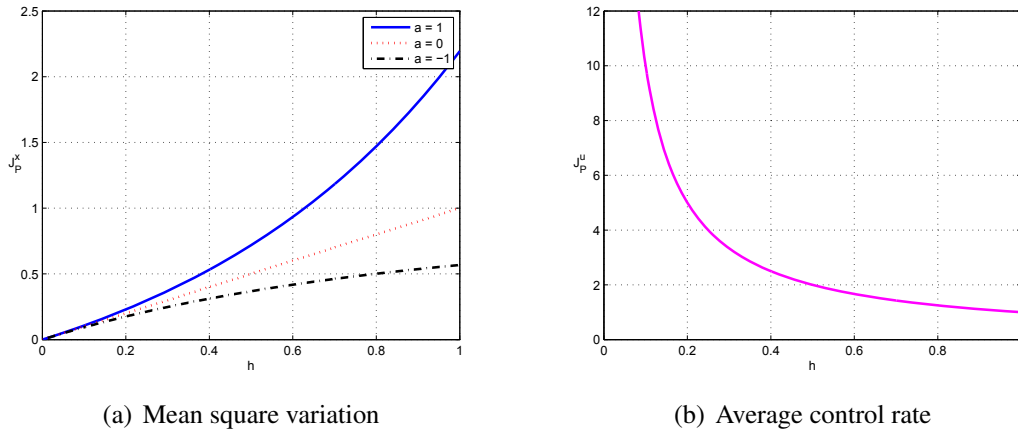 2.5
2
1.5
1
0.5
0
J_P^x
0 0.2 0.4 0.6 0.8 1
h
a = 1
a = 0
a = −1
12
10
8
6
4
2
0
J_P^u
0 0.2 0.4 0.6 0.8
h
(a) Mean square variation
(b) Average control rate